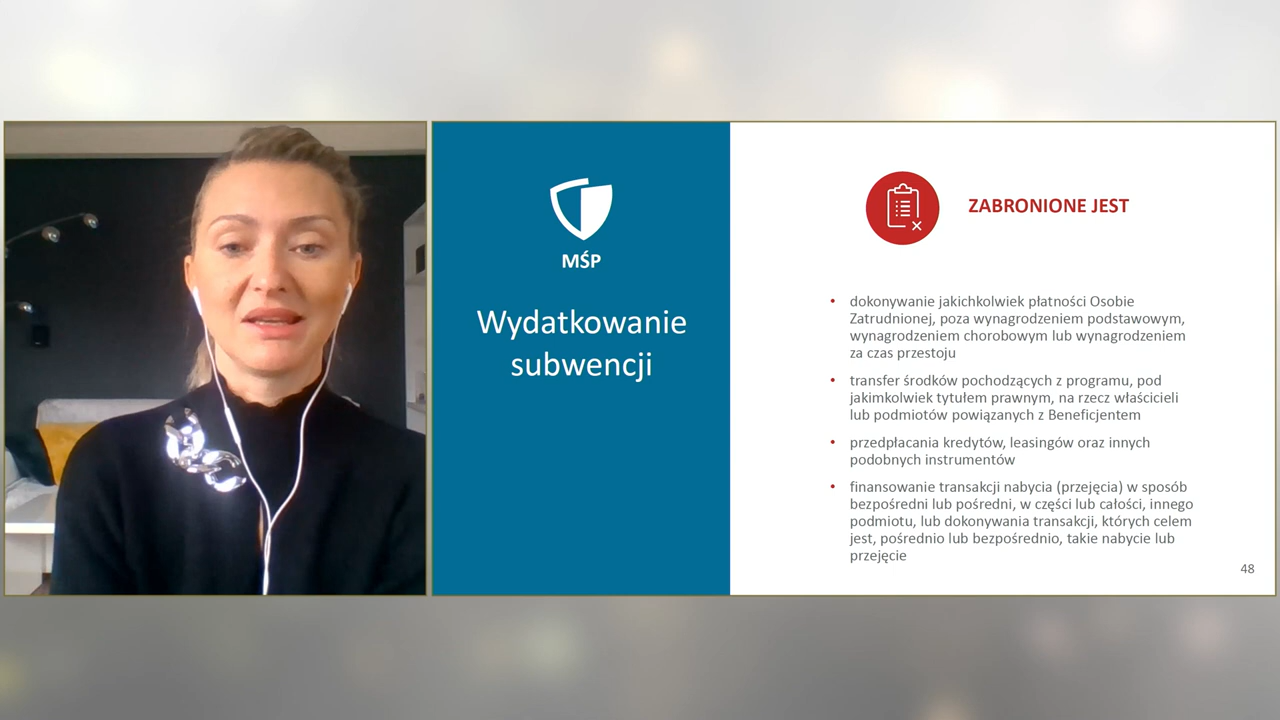 MŚP
Wydatkowanie
subwencji
ZABRONIONE JEST
• dokonywanie jakichkolwiek płatności Osobie
Zatrudnionej, poza wynagrodzeniem podstawowym,
wynagrodzeniem chorobowym lub wynagrodzeniem
za czas przestoju
• transfer środków pochodzących z programu, pod
jakimkolwiek tytułem prawnym, na rzecz właścicieli
lub podmiotów powiązanych z Beneficjentem
• przedpłacania kredytów, leasingów oraz innych
podobnych instrumentów
• finansowanie transakcji nabycia (przejęcia) w sposób
bezpośredni lub pośredni, w części lub całości, innego
podmiotu, lub dokonywania transakcji, których celem
jest, pośrednio lub bezpośrednio, takie nabycie lub
przejęcie
48